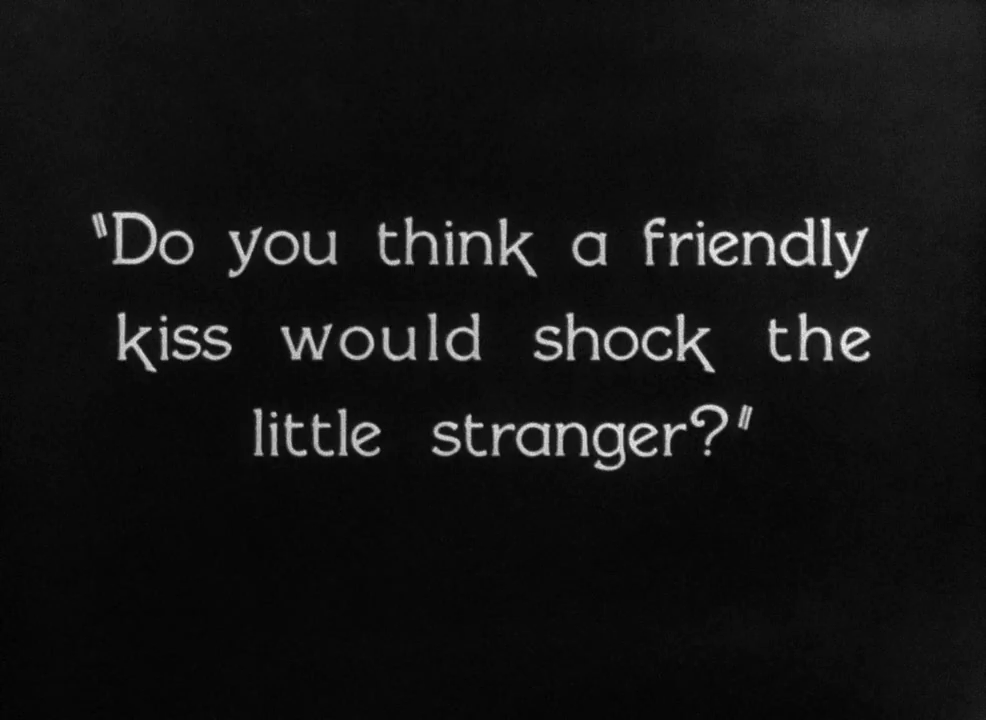 "Do you think a friendly
kiss would shock the
little stranger?"